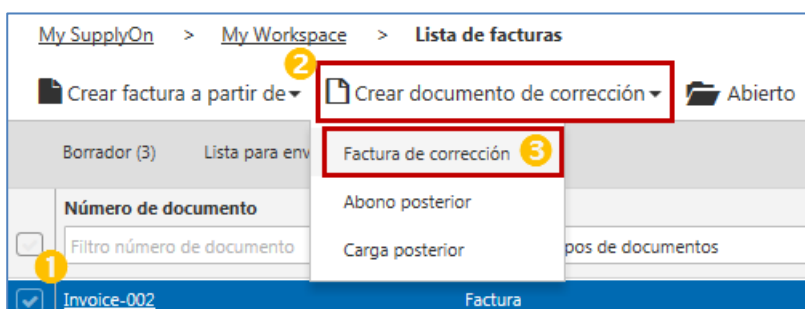 My SupplyOn > My Workspace > Lista de facturas
2
Crear factura a partir de Crear documento de corrección Abierto
Borrador (3) Lista para env
Factura de corrección 3
Número de documento
Abono posterior
Filtro número de documento
Carga posterior
pos de documentos
1
Invoice-002 Factura